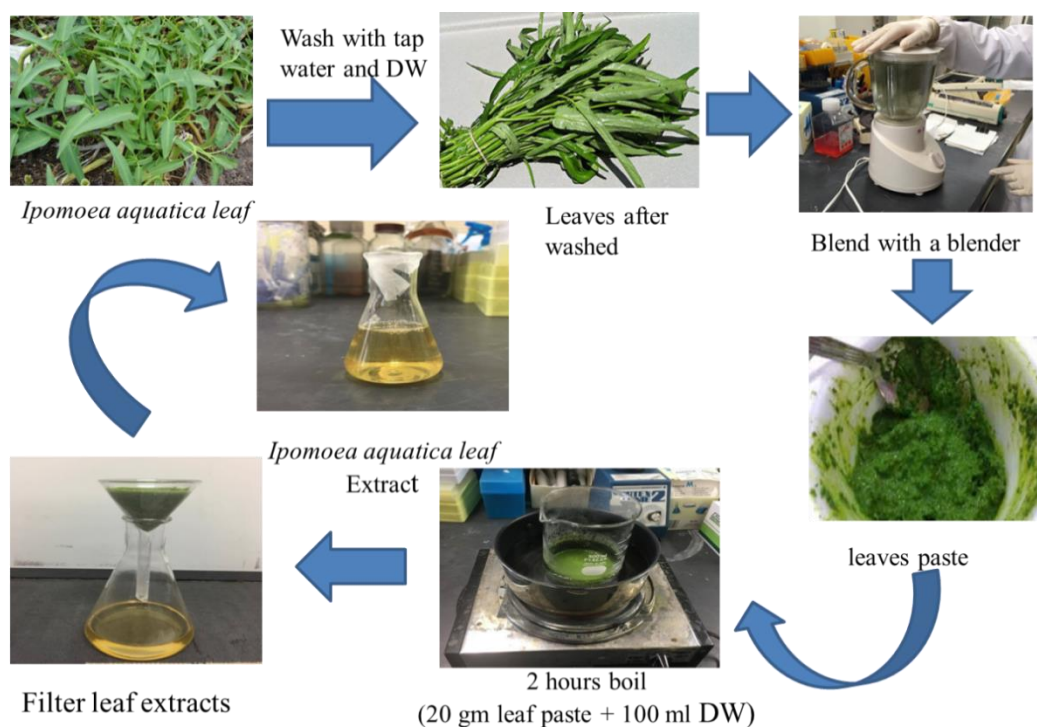 Wash with tap
water and DW
Ipomoea aquatica leaf
Leaves after
washed
Blend with a blender
leaves paste
2 hours boil
(20 gm leaf paste + 100 ml DW)
Filter leaf extracts
Ipomoea aquatica leaf
Extract